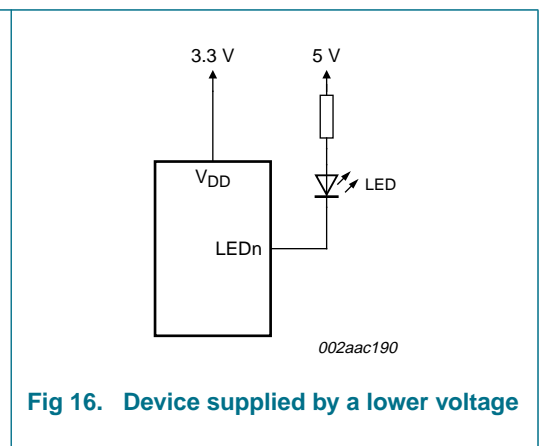 3.3 V 5 V
VDD
LED
LEDn
002aac190
Fig 16. Device supplied by a lower voltage